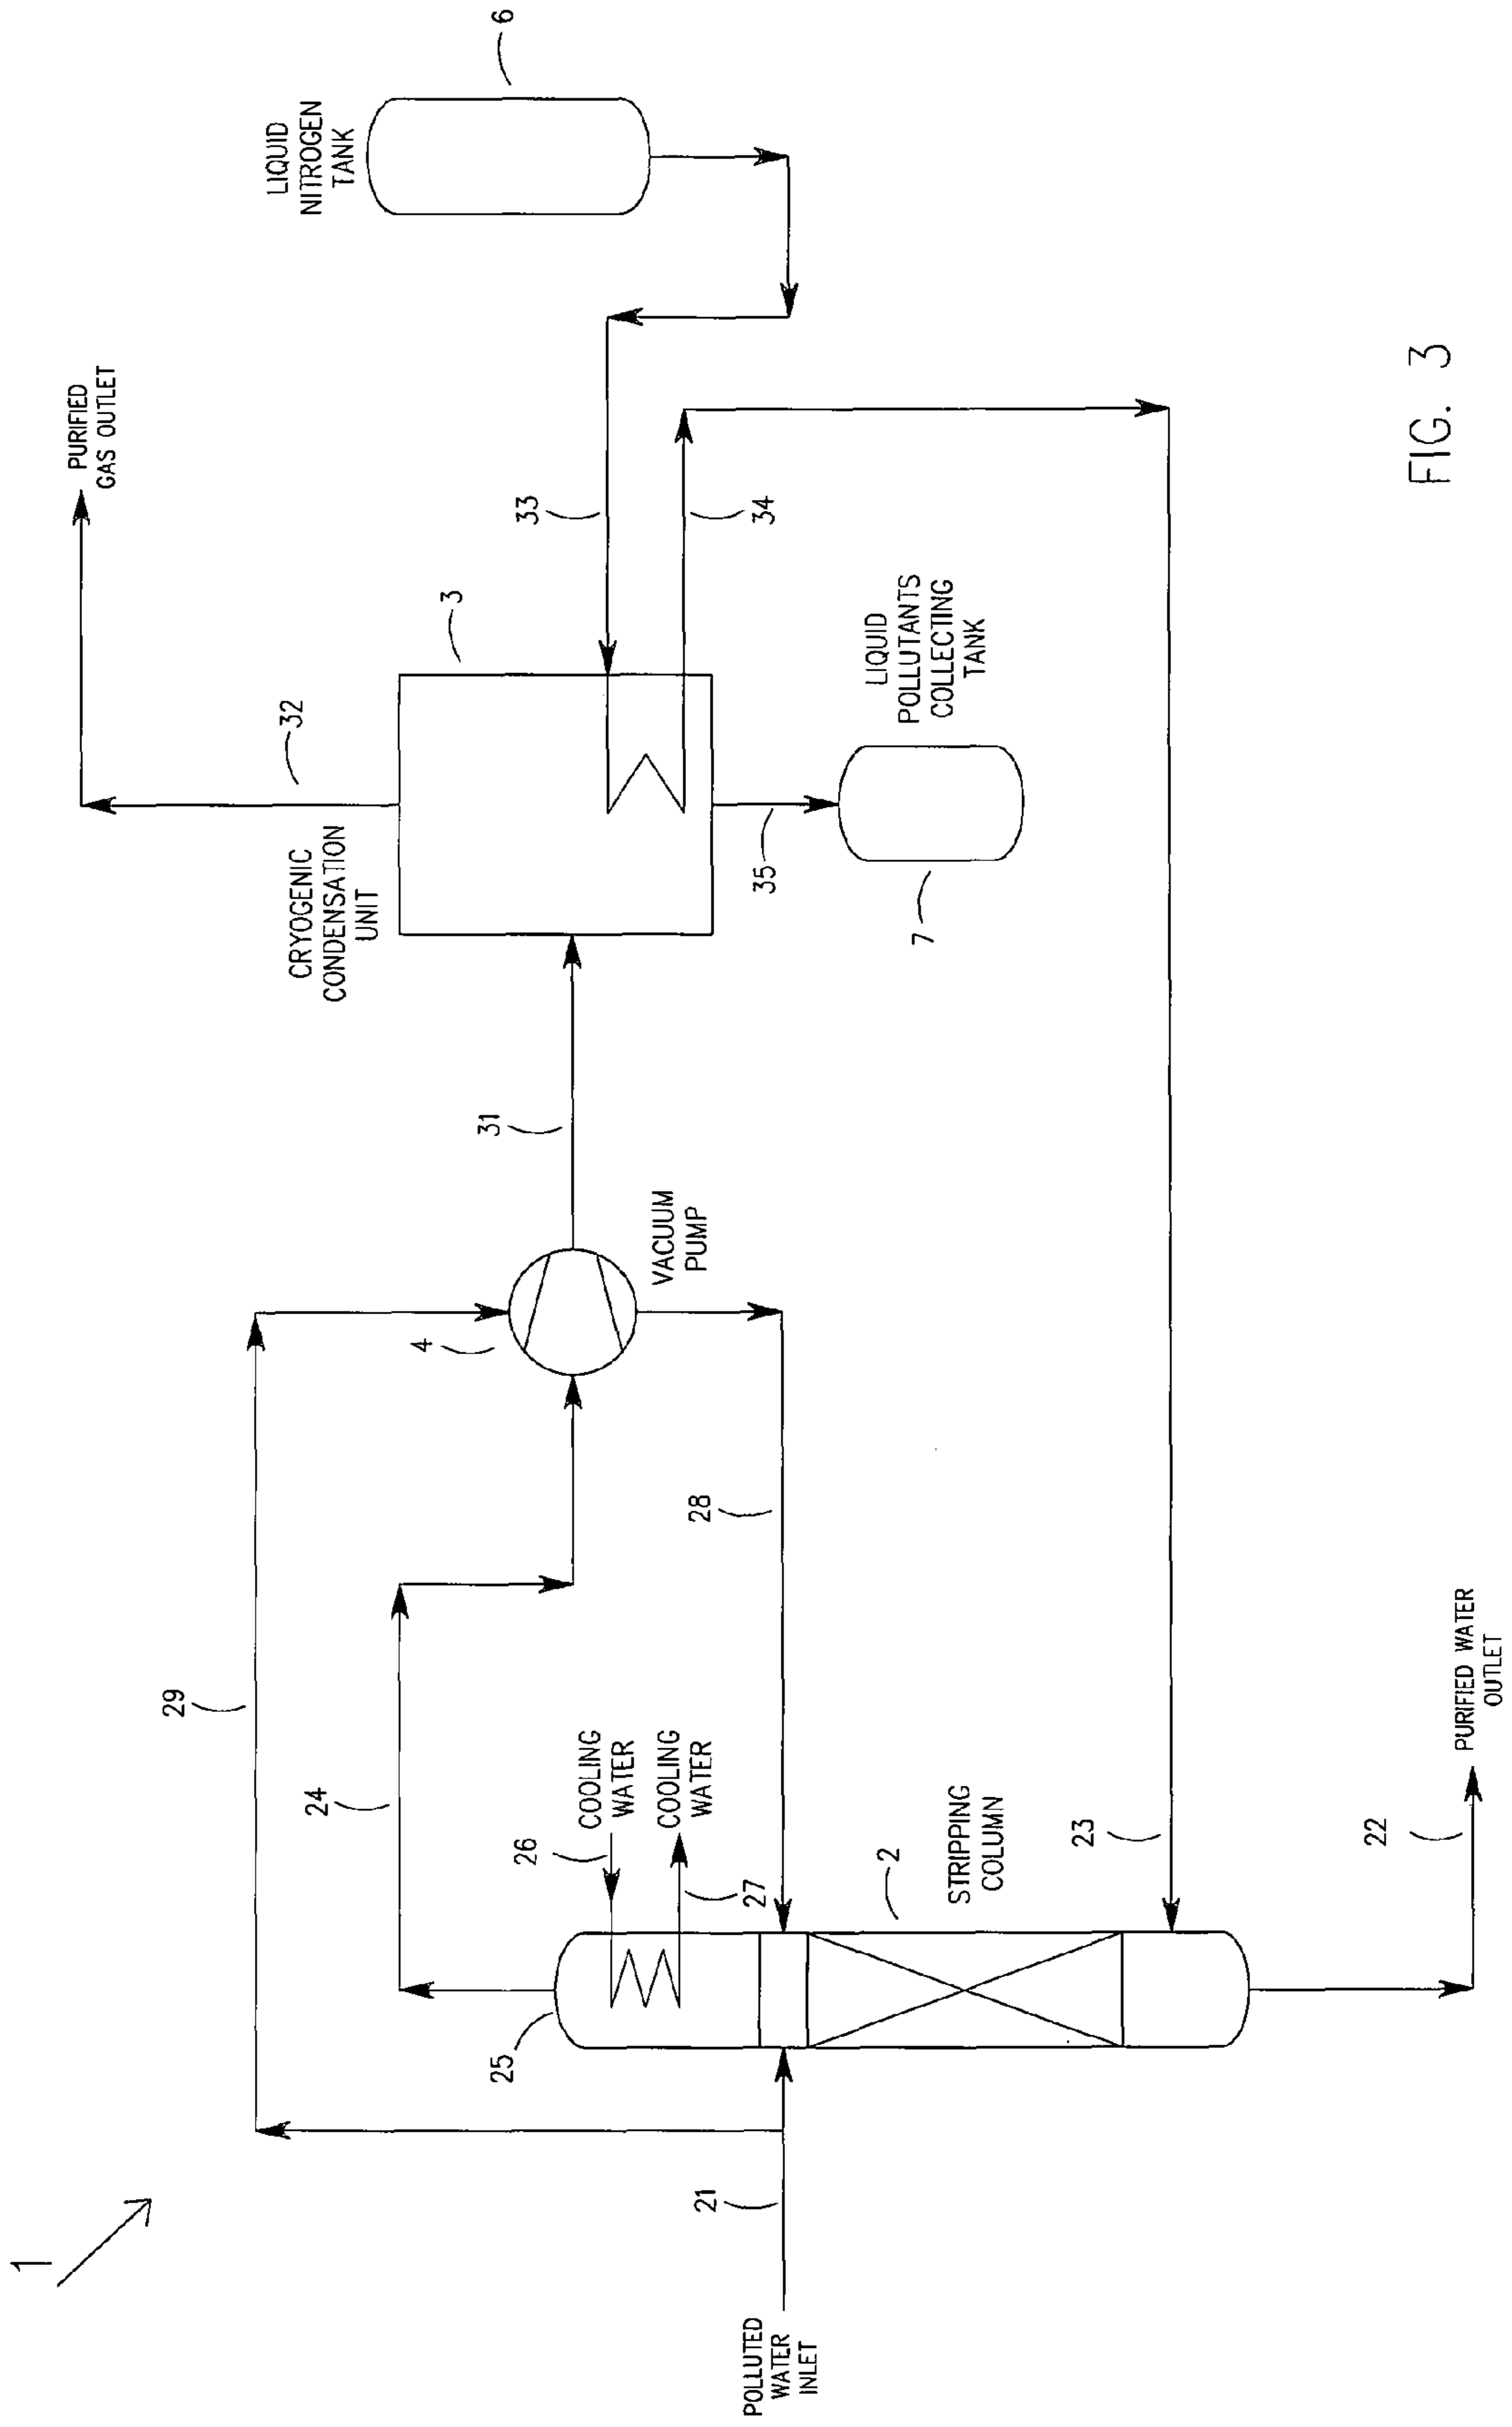 1
29
24
25
26
COOLING
WATER
COOLING
WATER
27
21
POLLUTED
WATER
INLET
2
STRIPPING
COLUMN
28
23
22
PURIFIED WATER
OUTLET
4
VACUUM
PUMP
31
CRYOGENIC
CONDENSATION
UNIT
3
32
PURIFIED
GAS OUTLET
33
34
35
7
LIQUID
POLLUTANTS
COLLECTING
TANK
LIQUID
NITROGEN
TANK
6
FIG. 3